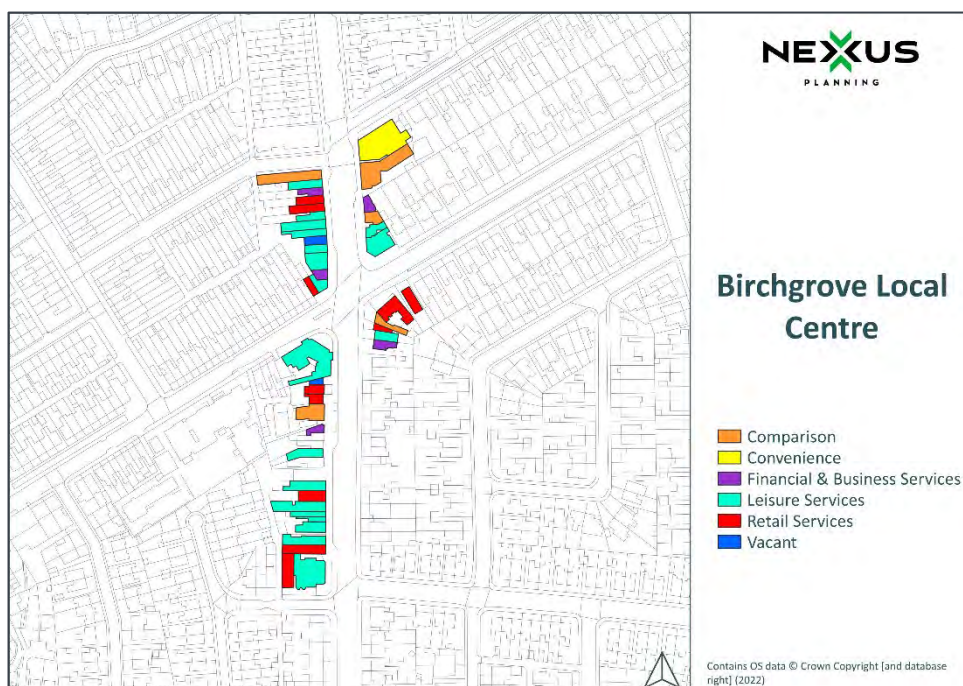 NEXUS
PLANNING
Birchgrove Local
Centre
Comparison
Convenience
Financial & Business Services
Leisure Services
Retail Services
Vacant
Contains OS data © Crown Copyright [and database
right] (2022)